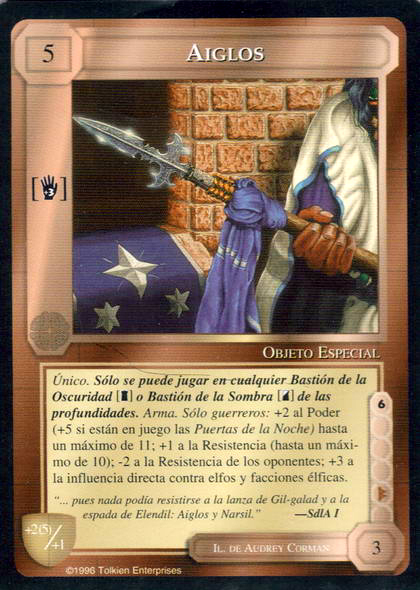 5
AIGLOS
[+3]
OBJETO ESPECIAL
Único. Sólo se puede jugar en cualquier Bastión de la
Oscuridad [ ] o Bastión de la Sombra [ ] de las
profundidades. Arma. Sólo guerreros: +2 al Poder
(+5 si están en juego las Puertas de la Noche) hasta
un máximo de 11; +1 a la Resistencia (hasta un máxi-
mo de 10); -2 a la Resistencia de los oponentes; +3 a
la influencia directa contra elfos y facciones élficas.
"... pues nada podía resistirse a la lanza de Gil-galad y a la
espada de Elendil: Aiglos y Narsil." —SdlA I
6
+2(5)/+1
IL. DE AUDREY CORMAN
3
©1996 Tolkien Enterprises